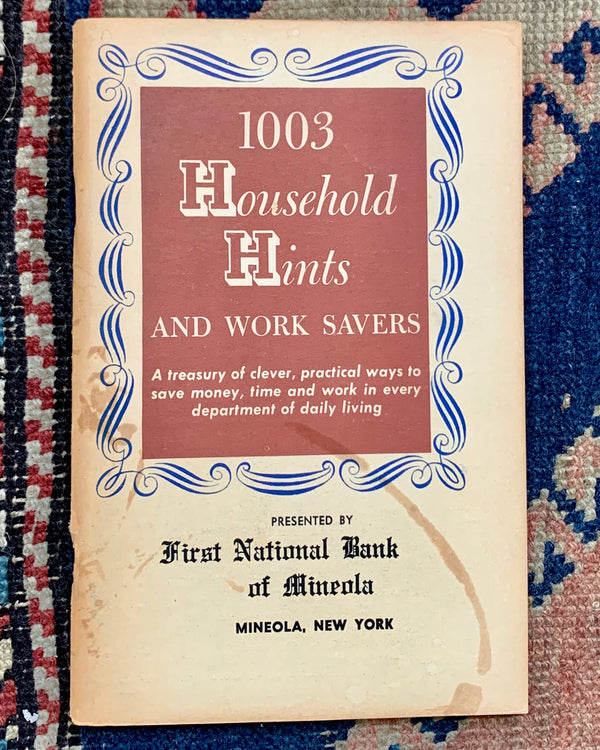 1003
Household
Hints
AND WORK SAVERS
A treasury of clever, practical ways to
save money, time and work in every
department of daily living
PRESENTED BY
First National Bank
of Mineola
MINEOLA, NEW YORK